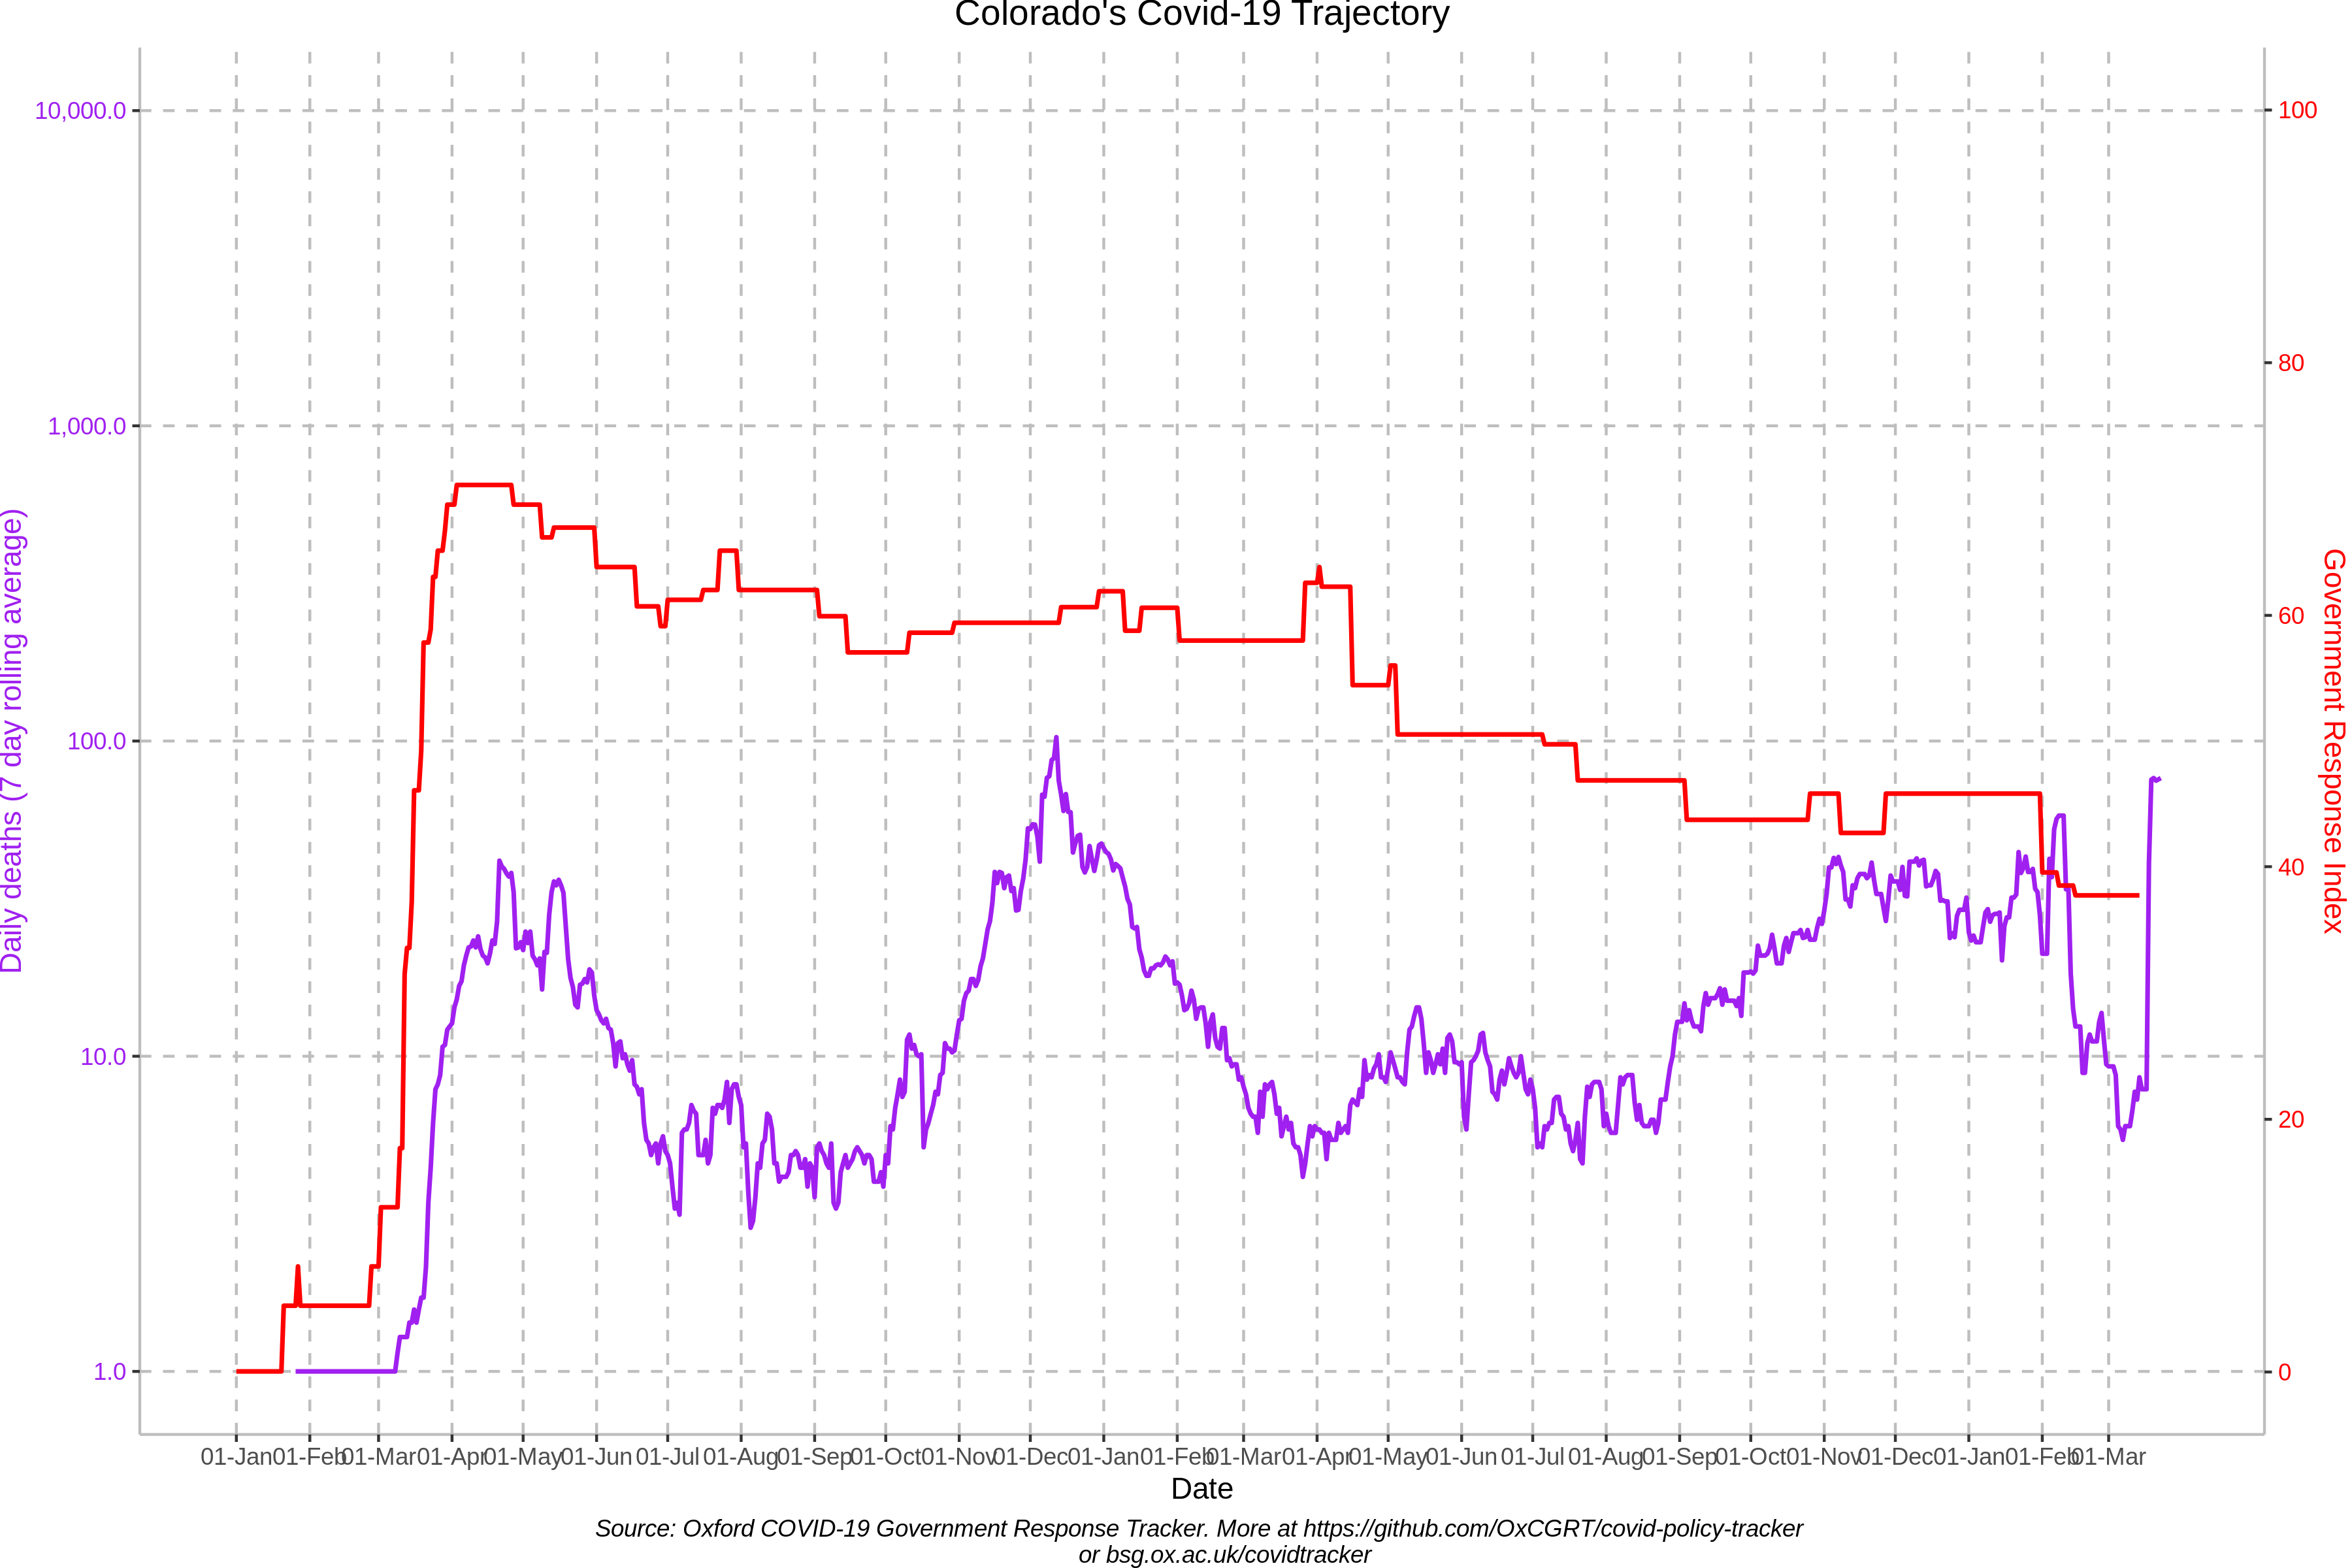 Colorado's Covid-19 Trajectory
Daily deaths (7 day rolling average)
10,000.0
1,000.0
100.0
10.0
1.0
100
80
60
40
20
0
Government Response Index
01-Jan 01-Feb 01-Mar 01-Apr 01-May 01-Jun 01-Jul 01-Aug 01-Sep 01-Oct 01-Nov 01-Dec 01-Jan 01-Feb 01-Mar 01-Apr 01-May 01-Jun 01-Jul 01-Aug 01-Sep 01-Oct 01-Nov 01-Dec 01-Jan 01-Feb 01-Mar
Date
Source: Oxford COVID-19 Government Response Tracker. More at https://github.com/OxCGRT/covid-policy-tracker
or bsg.ox.ac.uk/covidtracker